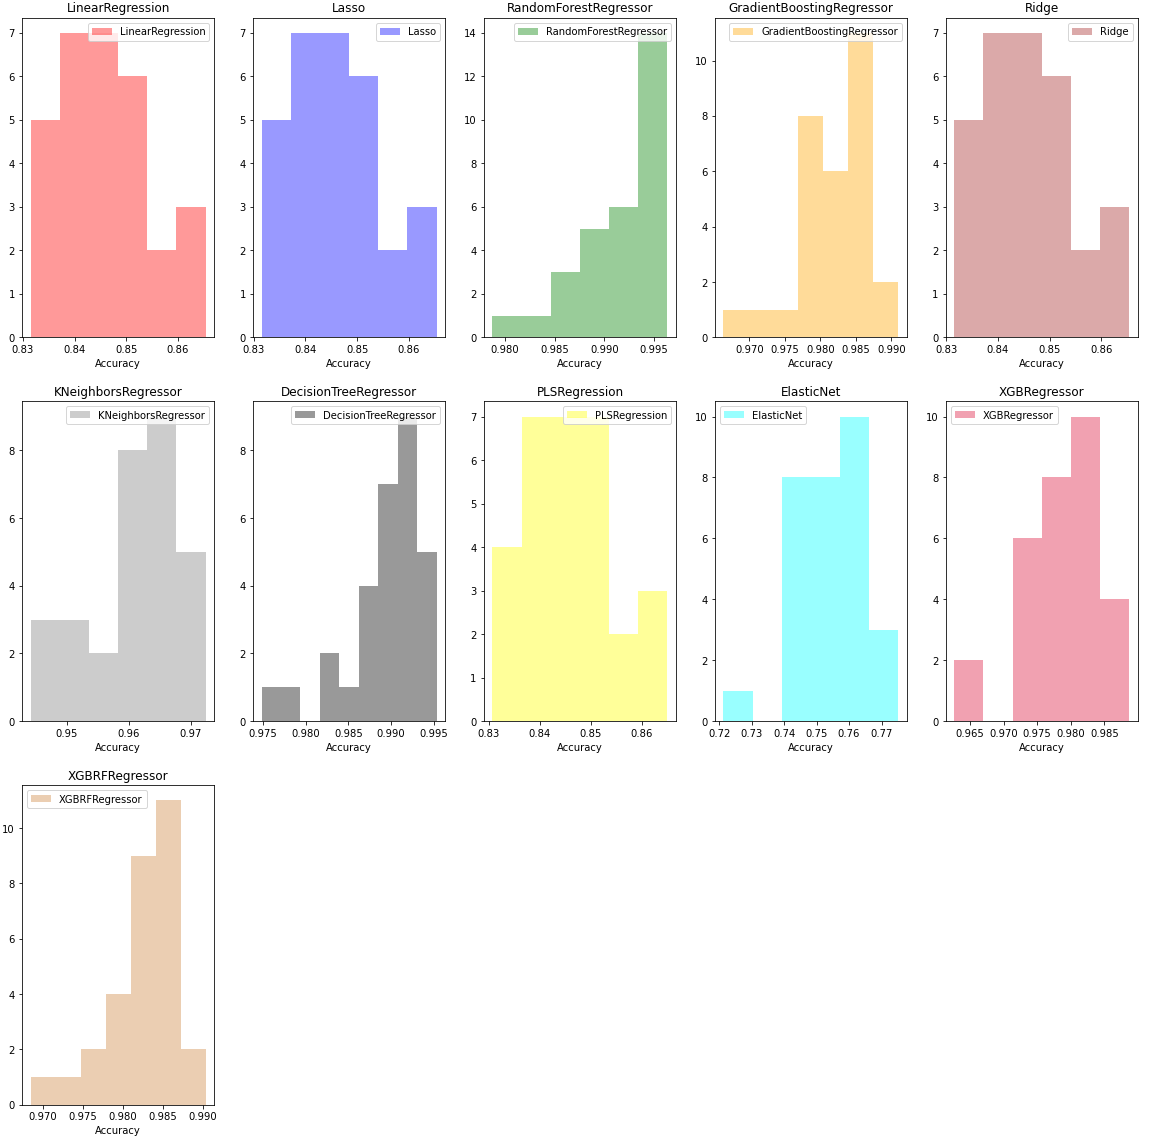 LinearRegression Lasso RandomForestRegressor GradientBoostingRegressor Ridge
LinearRegression Lasso RandomForestRegressor GradientBoostingRegressor Ridge
7 7 14 10 7
6 6 12 8 6
5 5 10 6 5
4 4 8 4 4
3 3 6 2 3
2 2 4 0 2
1 1 2 1
0 0 0 0
0.83 0.84 0.85 0.86 0.83 0.84 0.85 0.86 0.980 0.985 0.990 0.995 0.970 0.975 0.980 0.985 0.990 0.83 0.84 0.85 0.86
Accuracy Accuracy Accuracy Accuracy Accuracy
KNeighborsRegressor DecisionTreeRegressor PLSRegression ElasticNet XGBRegressor
KNeighborsRegressor DecisionTreeRegressor PLSRegression ElasticNet XGBRegressor
8 8 7 10 10
6 6 6 8 8
4 4 5 6 6
2 2 4 4 4
0 0 3 2 2
2 0 0
1
0
0.95 0.96 0.97 0.975 0.980 0.985 0.990 0.995 0.83 0.84 0.85 0.86 0.72 0.73 0.74 0.75 0.76 0.77 0.965 0.970 0.975 0.980 0.985
Accuracy Accuracy Accuracy Accuracy Accuracy
XGBRFRegressor
XGBRFRegressor
10
8
6
4
2
0
0.970 0.975 0.980 0.985 0.990
Accuracy